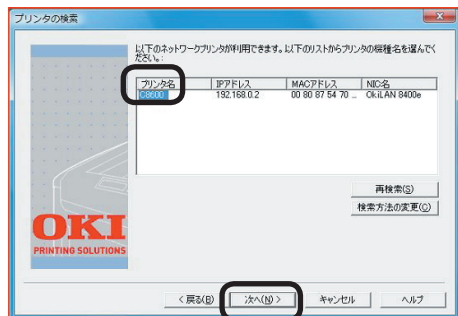 プリンタの検索
以下のネットワークプリンタが利用できます。以下のリストからプリンタの機種名を選んでく
ださい。:
プリンタ名 IPアドレス MACアドレス NIC名
C8600 192.168.0.2 00 80 87 54 70 ... OkiLAN 8400e
再検索(S)
検索方法の変更(C)
OKI
PRINTING SOLUTIONS
< 戻る(B) 次へ(N) > キャンセル ヘルプ